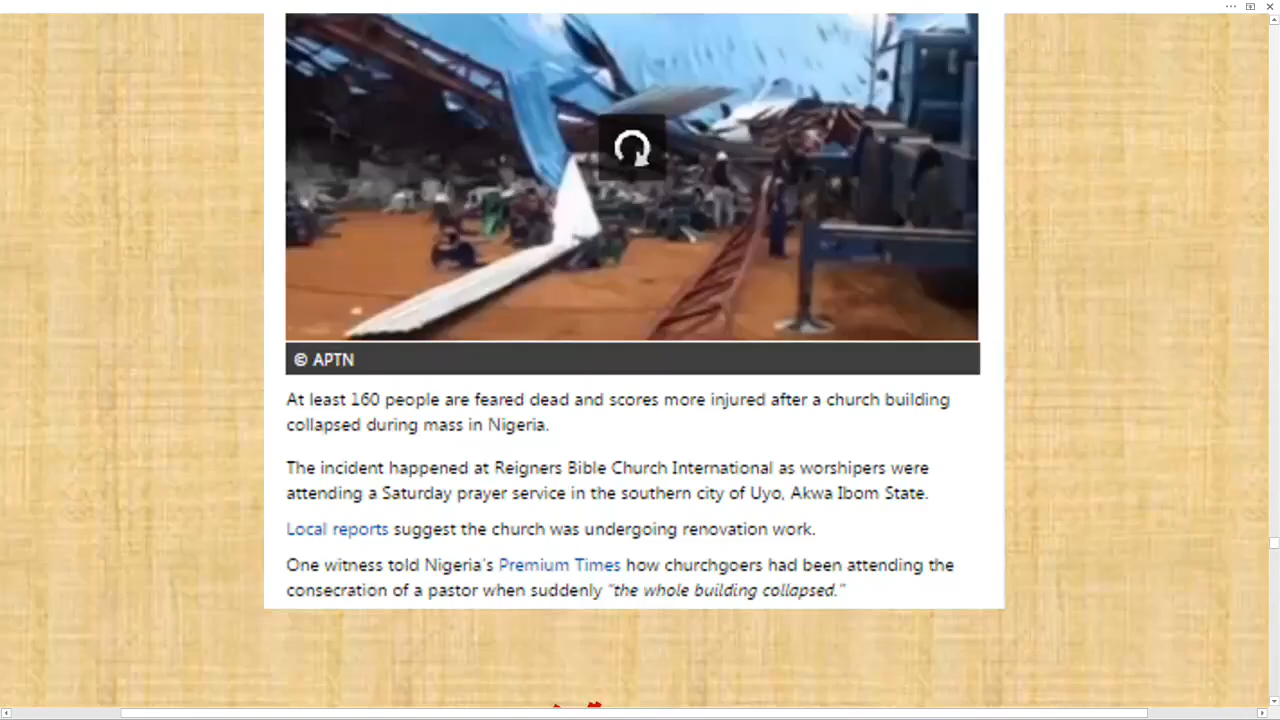 © APTN
At least 160 people are feared dead and scores more injured after a church building
collapsed during mass in Nigeria.
The incident happened at Reigners Bible Church International as worshipers were
attending a Saturday prayer service in the southern city of Uyo, Akwa Ibom State.
Local reports suggest the church was undergoing renovation work.
One witness told Nigeria's Premium Times how churchgoers had been attending the
consecration of a pastor when suddenly "the whole building collapsed."